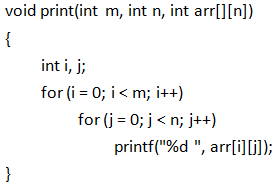 void print(int m, int n, int arr[][n])
{
int i, j;
for (i = 0; i < m; i++)
for (j = 0; j < n; j++)
printf("%d ", arr[i][j]);
}